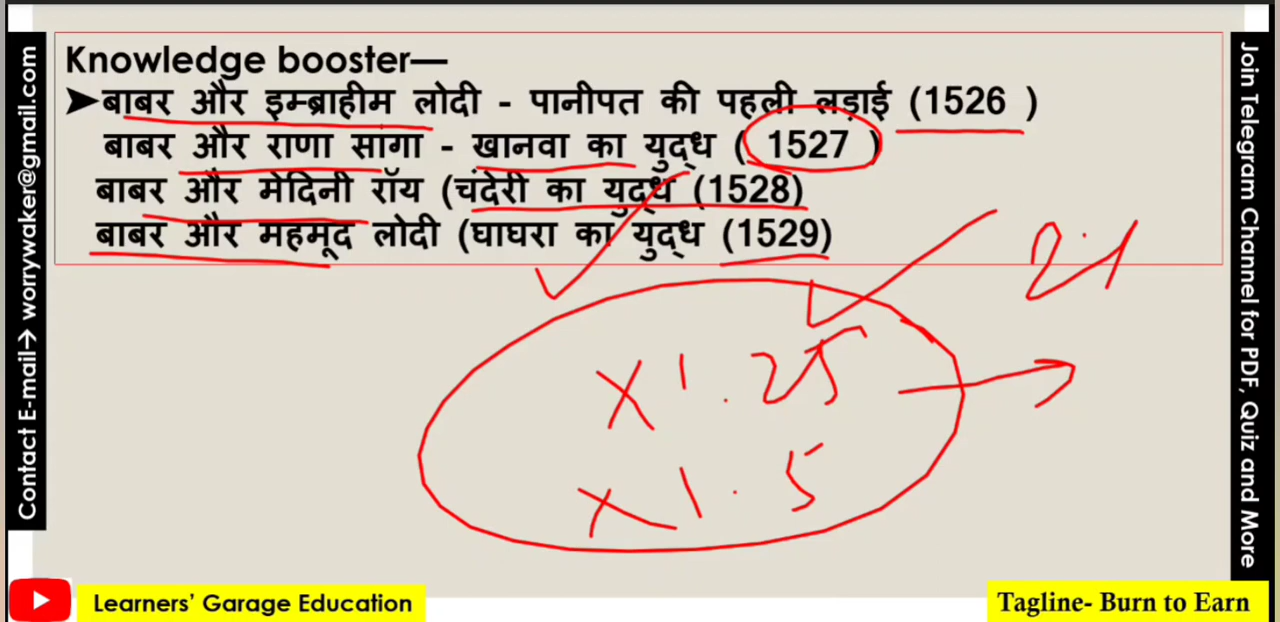 Knowledge booster—
➤बाबर और इम्ब्राहीम लोदी - पानीपत की पहली लड़ाई (1526 )
बाबर और राणा सांगा - खानवा का युद्ध ( 1527 )
बाबर और मेदिनी रॉय (चंदेरी का युद्ध (1528)
बाबर और महमूद लोदी (घाघरा का युद्ध (1529)
x 1.25
x 1.5
Contact E-mail→ worrywaker@gmail.com
Join Telegram Channel for PDF, Quiz and More
Learners' Garage Education
Tagline- Burn to Earn